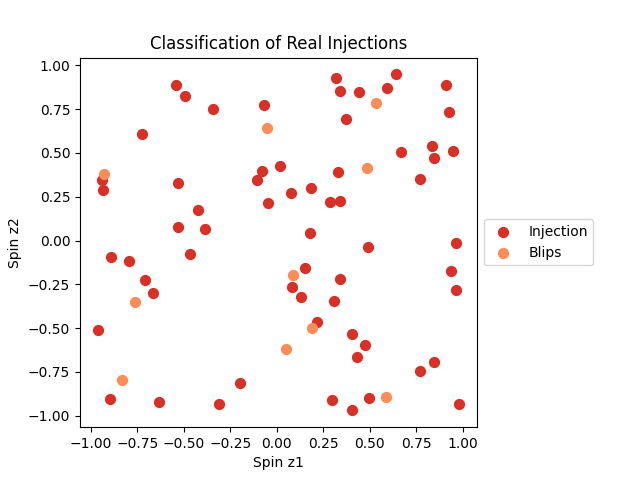 Classification of Real Injections
1.00
0.75
0.50
0.25
0.00
−0.25
−0.50
−0.75
−1.00
Spin z2
−1.00 −0.75 −0.50 −0.25 0.00 0.25 0.50 0.75 1.00
Spin z1
Injection
Blips